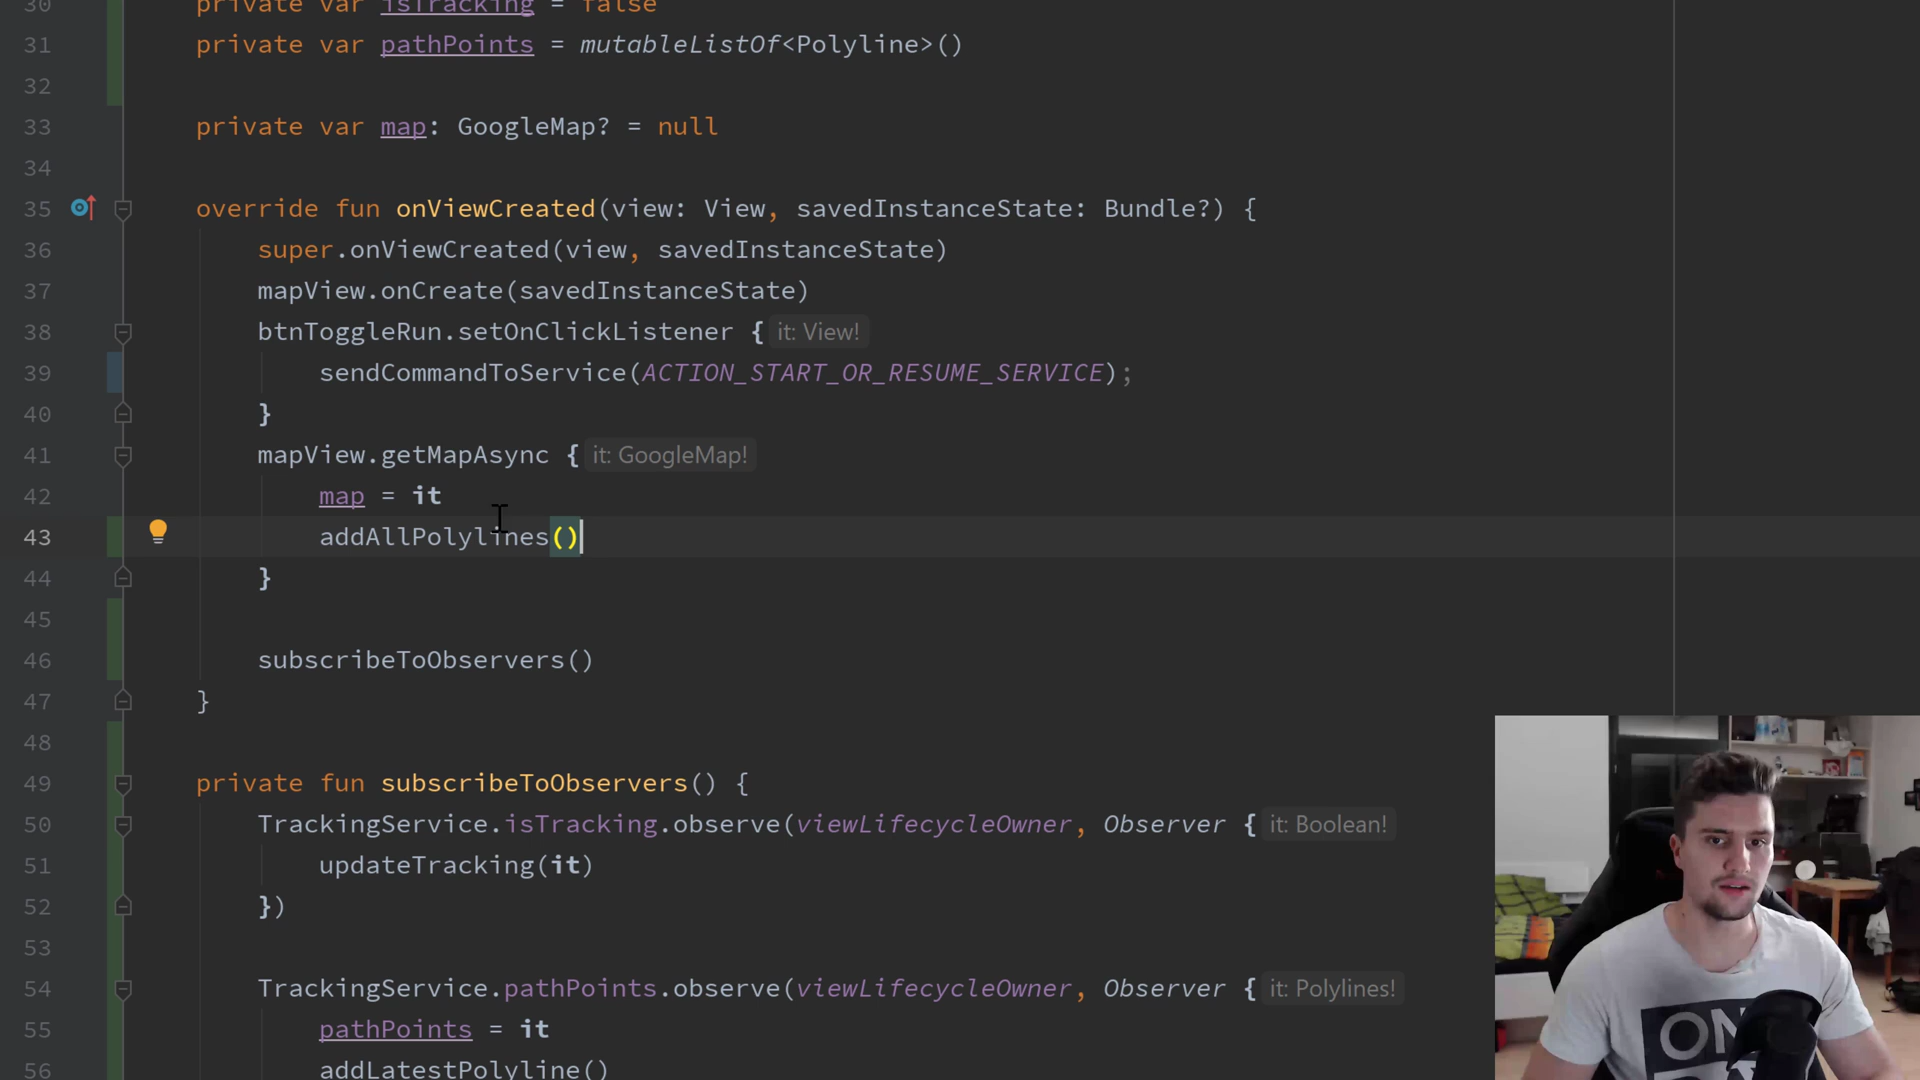 30 private var isTracking = false
31 private var pathPoints = mutableListOf<Polyline>()
32
33 private var map: GoogleMap? = null
34
35 override fun onViewCreated(view: View, savedInstanceState: Bundle?) {
36 super.onViewCreated(view, savedInstanceState)
37 mapView.onCreate(savedInstanceState)
38 btnToggleRun.setOnClickListener { it: View!
39 sendCommandToService(ACTION_START_OR_RESUME_SERVICE);
40 }
41 mapView.getMapAsync { it: GoogleMap!
42 map = it
43 addAllPolylines()
44 }
45
46 subscribeToObservers()
47 }
48
49 private fun subscribeToObservers() {
50 TrackingService.isTracking.observe(viewLifecycleOwner, Observer { it: Boolean!
51 updateTracking(it)
52 })
53
54 TrackingService.pathPoints.observe(viewLifecycleOwner, Observer { it: Polylines!
55 pathPoints = it
56 addLatestPolyline()
ON